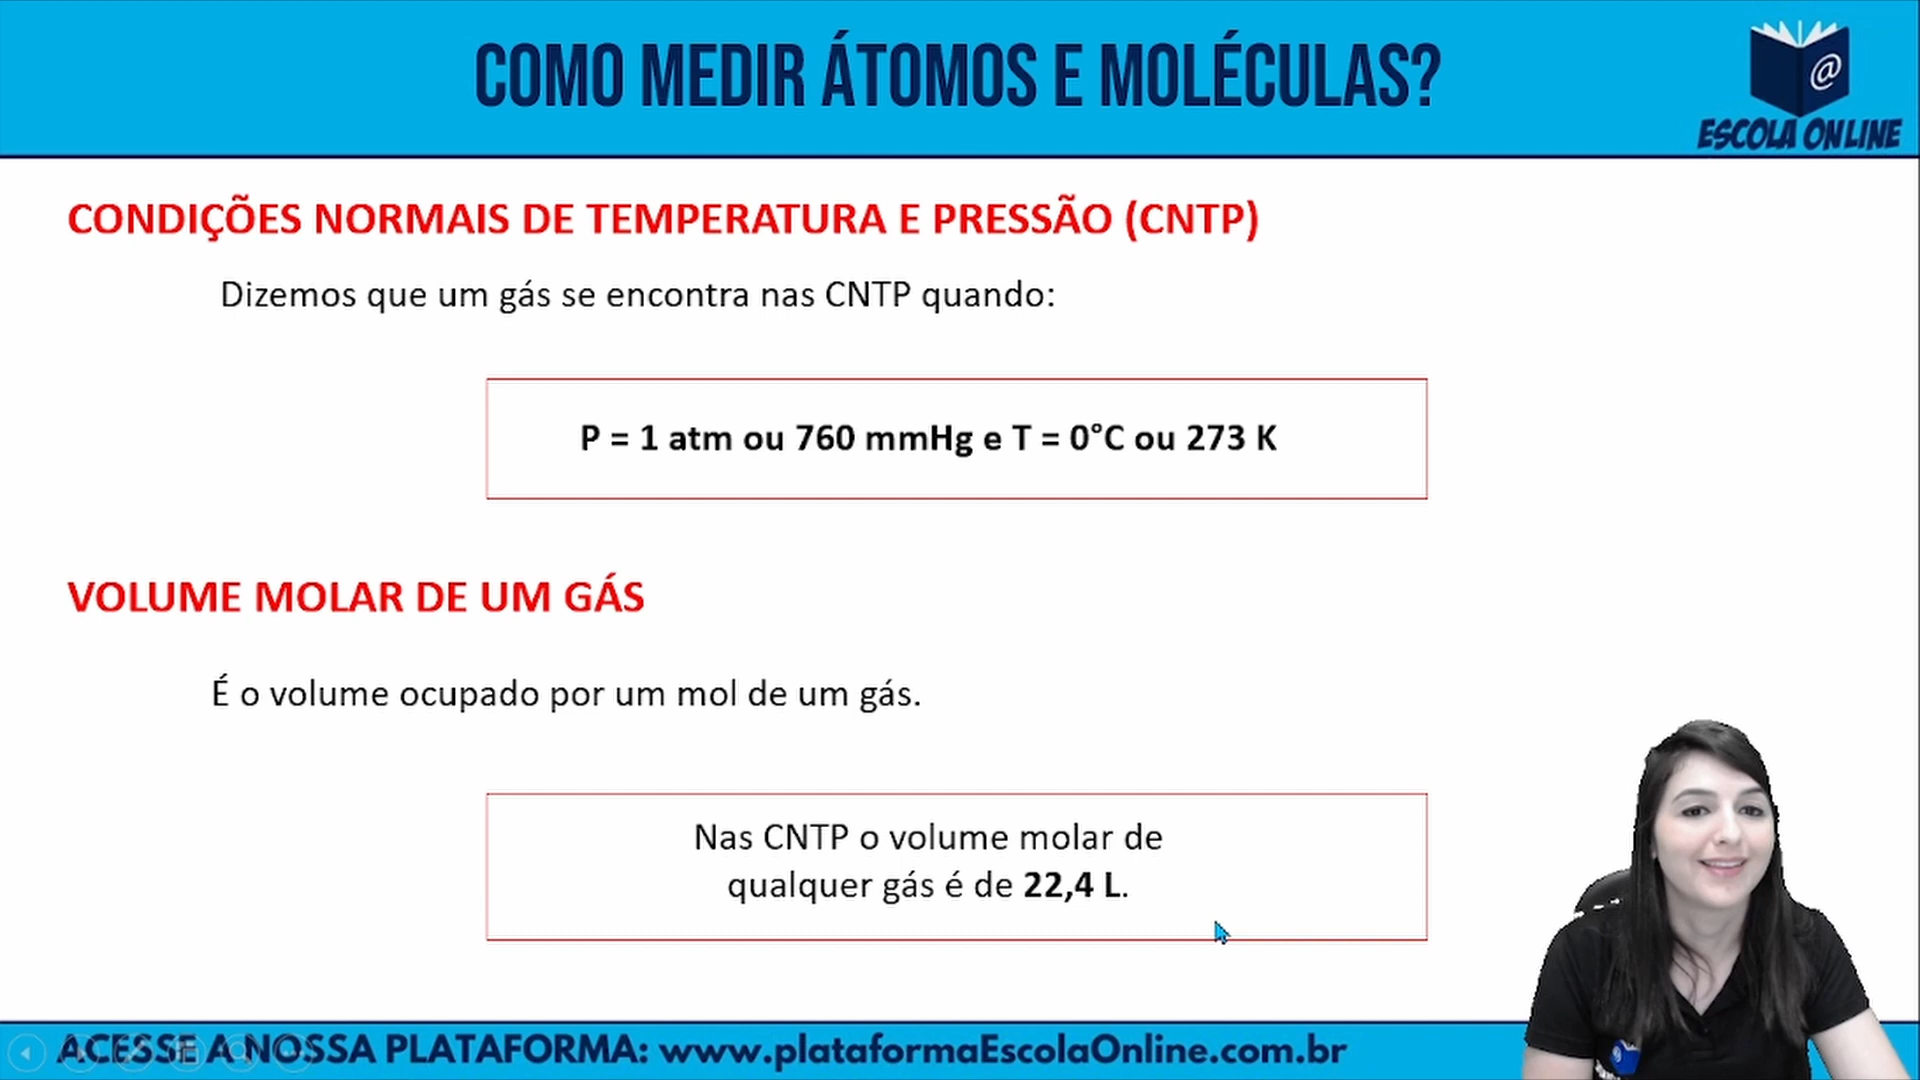 COMO MEDIR ÁTOMOS E MOLÉCULAS?
@
ESCOLA ONLINE
CONDIÇÕES NORMAIS DE TEMPERATURA E PRESSÃO (CNTP)
Dizemos que um gás se encontra nas CNTP quando:
P = 1 atm ou 760 mmHg e T = 0°C ou 273 K
VOLUME MOLAR DE UM GÁS
É o volume ocupado por um mol de um gás.
Nas CNTP o volume molar de
qualquer gás é de 22,4 L.
ACESSE A NOSSA PLATAFORMA: www.plataformaEscolaOnline.com.br